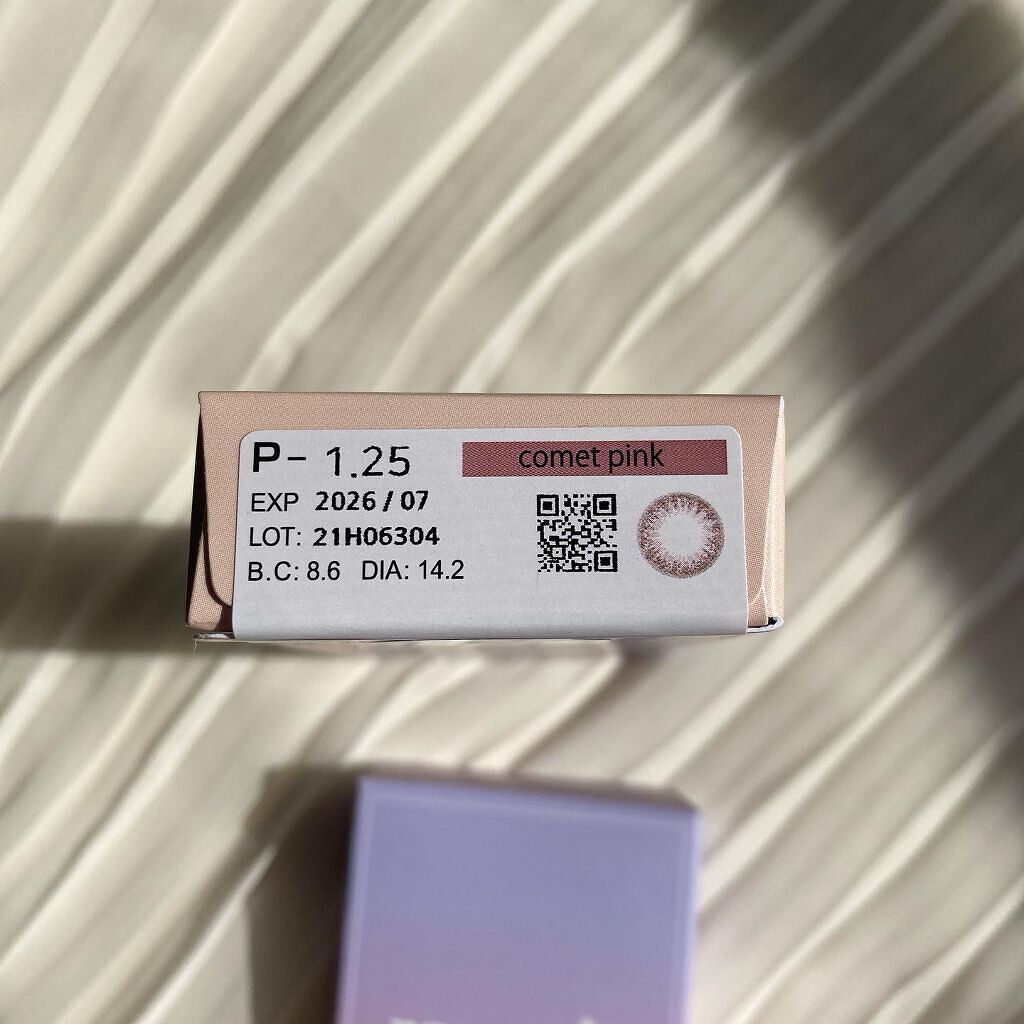 P- 1.25
comet pink
EXP 2026 / 07
LOT: 21H06304
B.C: 8.6 DIA: 14.2